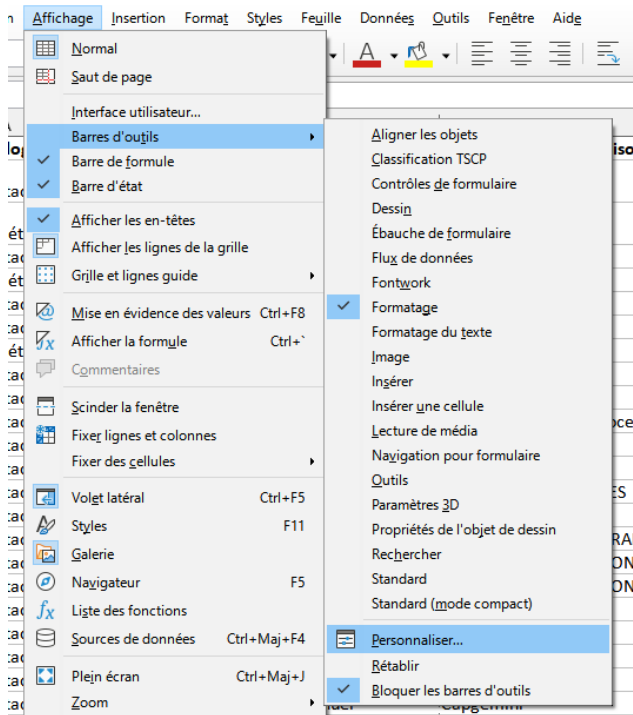 Affichage Insertion Format Styles Feuille Données Outils Fenêtre Aide
Normal
Saut de page
Interface utilisateur...
Barres d'outils
Barre de formule
Barre d'état
Afficher les en-têtes
Afficher les lignes de la grille
Grille et lignes guide
Mise en évidence des valeurs Ctrl+F8
Afficher la formule Ctrl+`
Commentaires
Scinder la fenêtre
Fixer lignes et colonnes
Fixer des cellules
Volet latéral Ctrl+F5
Styles F11
Galerie
Navigateur F5
Liste des fonctions
Sources de données Ctrl+Maj+F4
Plein écran Ctrl+Maj+J
Zoom
Aligner les objets
Classification TSCP
Contrôles de formulaire
Dessin
Ébauche de formulaire
Flux de données
Fontwork
Formatage
Formatage du texte
Image
Insérer
Insérer une cellule
Lecture de média
Navigation pour formulaire
Outils
Paramètres 3D
Propriétés de l'objet de dessin
Rechercher
Standard
Standard (mode compact)
Personnaliser...
Rétablir
Bloquer les barres d'outils